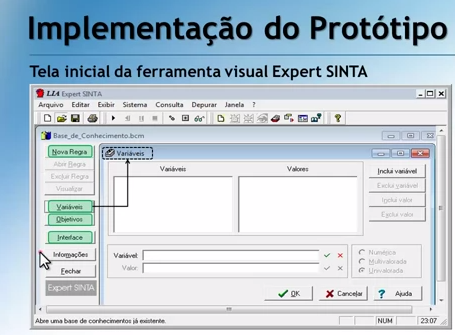 Implementação do Protótipo
Tela inicial da ferramenta visual Expert SINTA
LIA Expert SINTA
Arquivo Editar Exibir Sistema Consulta Depurar Janela ?
Base_de_Conhecimento.bcm
Nova Regra
Abre Regra
Exclui Regra
Visualizar
Variáveis
Objetivos
Interface
Informações
Fechar
Expert SINTA
Variáveis
Variáveis Valores
Inclui variável
Exclui variável
Inclui valor
Exclui valor
Variável:
Valor:
Numérica
Multivalorada
Univalorada
OK Cancelar Ajuda
Abre uma base de conhecimentos já existente. NUM 23:07